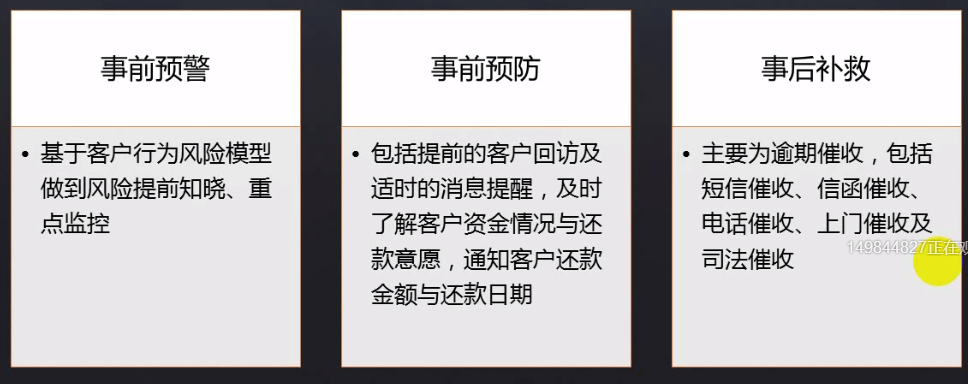 事前预警
• 基于客户行为风险模型
做到风险提前知晓、重
点监控
事前预防
• 包括提前的客户回访及
适时的消息提醒，及时
了解客户资金情况与还
款意愿，通知客户还款
金额与还款日期
事后补救
• 主要为逾期催收，包括
短信催收、信函催收、
电话催收、上门催收及
司法催收
149844827正在观